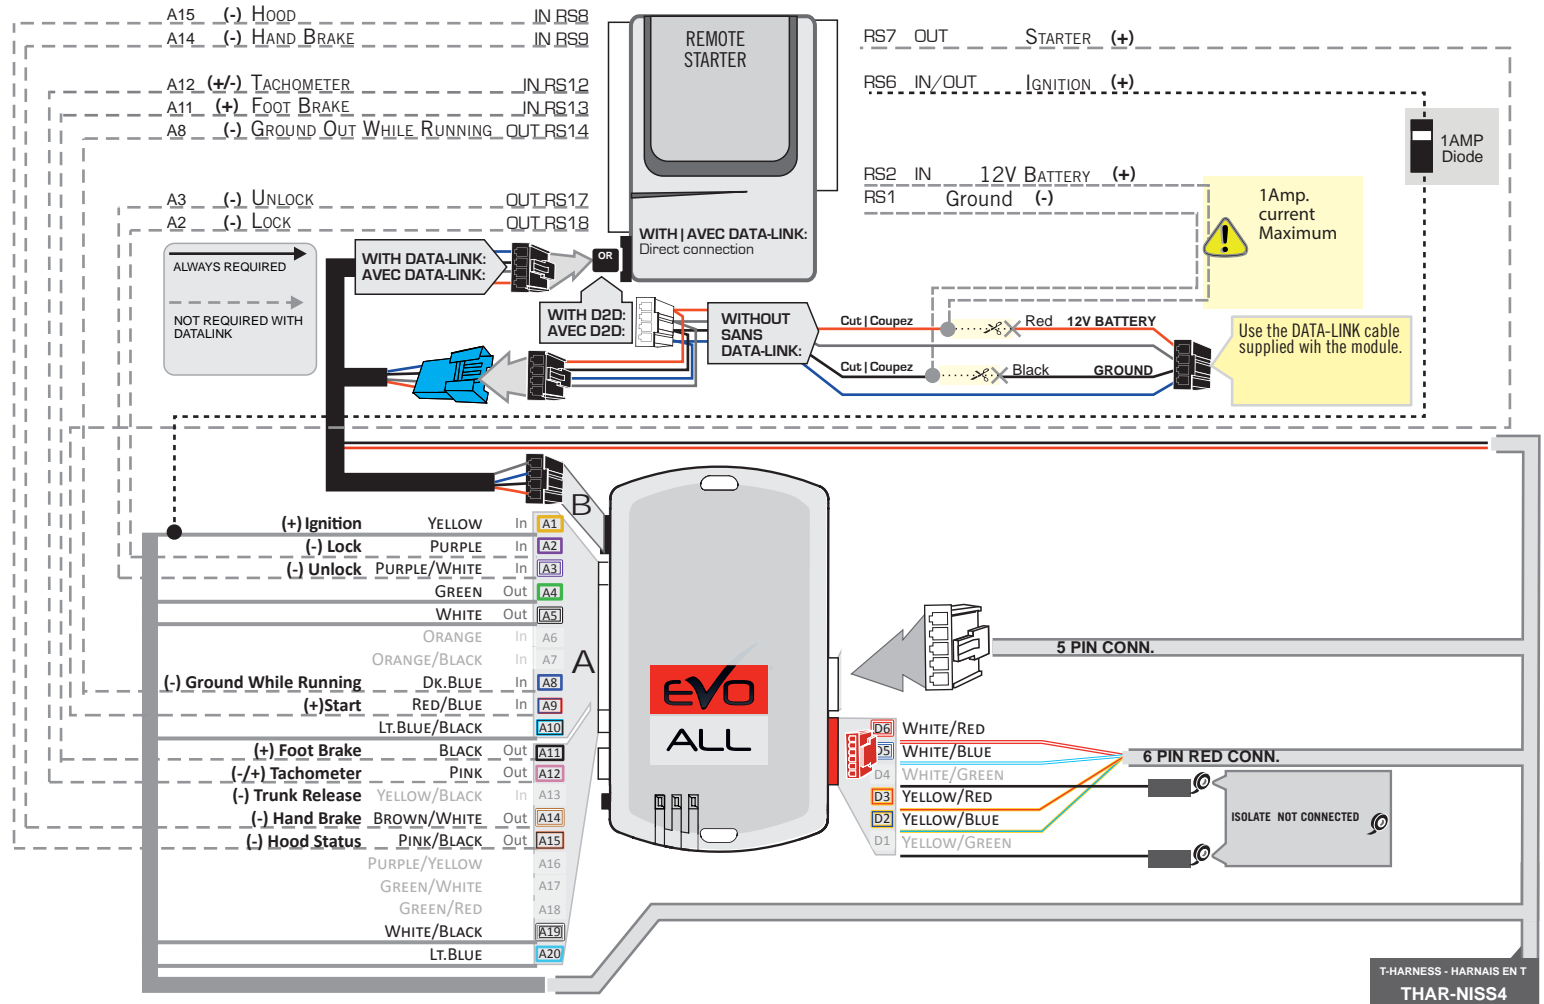 A15 (-) HOOD IN RS8
A14 (-) HAND BRAKE IN RS9
A12 (+/-) TACHOMETER IN RS12
A11 (+) FOOT BRAKE IN RS13
A8 (-) GROUND OUT WHILE RUNNING OUT RS14
A3 (-) UNLOCK OUT RS17
A2 (-) LOCK OUT RS18
REMOTE
STARTER
WITH | AVEC DATA-LINK:
Direct connection
RS7 OUT STARTER (+)
RS6 IN/OUT IGNITION (+)
RS2 IN 12V BATTERY (+)
RS1 Ground (-)
1AMP
Diode
1Amp.
current
Maximum
ALWAYS REQUIRED
NOT REQUIRED WITH
DATALINK
WITH DATA-LINK:
AVEC DATA-LINK:
OR
WITH D2D:
AVEC D2D:
WITHOUT
SANS
DATA-LINK:
Cut | Coupez Red 12V BATTERY
Cut | Coupez Black GROUND
Use the DATA-LINK cable
supplied wih the module.
B
A
(+) Ignition YELLOW In A1
(-) Lock PURPLE In A2
(-) Unlock PURPLE/WHITE In A3
GREEN Out A4
WHITE Out A5
ORANGE In A6
ORANGE/BLACK In A7
(-) Ground While Running DK.BLUE In A8
(+)Start RED/BLUE In A9
LT.BLUE/BLACK A10
(+) Foot Brake BLACK Out A11
(-/+) Tachometer PINK Out A12
(-) Trunk Release YELLOW/BLACK In A13
(-) Hand Brake BROWN/WHITE Out A14
(-) Hood Status PINK/BLACK Out A15
PURPLE/YELLOW A16
GREEN/WHITE A17
GREEN/RED A18
WHITE/BLACK A19
LT.BLUE A20
EVO
ALL
5 PIN CONN.
D6 WHITE/RED
D5 WHITE/BLUE
D4 WHITE/GREEN
D3 YELLOW/RED
D2 YELLOW/BLUE
D1 YELLOW/GREEN
6 PIN RED CONN.
ISOLATE NOT CONNECTED
T-HARNESS - HARNAIS EN T
THAR-NISS4